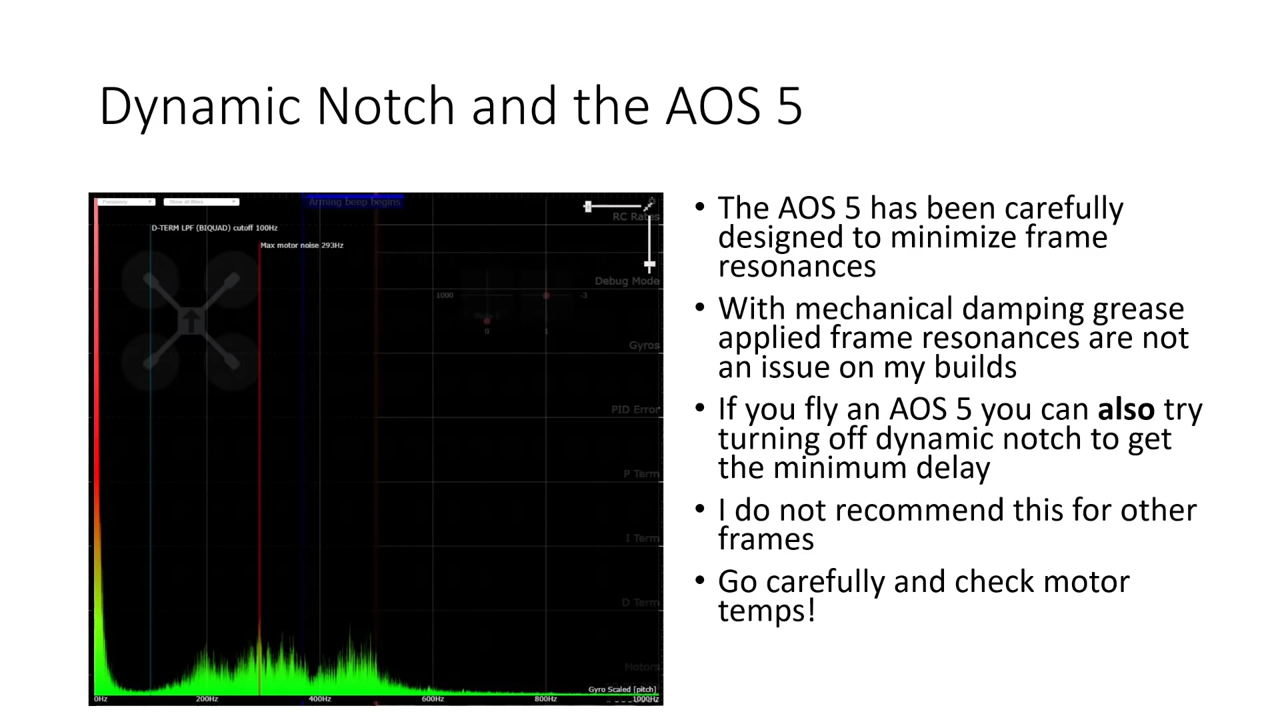 Dynamic Notch and the AOS 5
Arming beep begins
RC Rates
D-TERM LPF (BIQUAD) cutoff 100Hz
Max motor noise 293Hz
Debug Mode
1000
-3
0
1
Gyros
PID Error
P Term
I Term
D Term
Motors
Gyro Scaled [pitch]
0Hz
200Hz
400Hz
600Hz
800Hz
1000Hz
• The AOS 5 has been carefully
designed to minimize frame
resonances
• With mechanical damping grease
applied frame resonances are not
an issue on my builds
• If you fly an AOS 5 you can also try
turning off dynamic notch to get
the minimum delay
• I do not recommend this for other
frames
• Go carefully and check motor
temps!